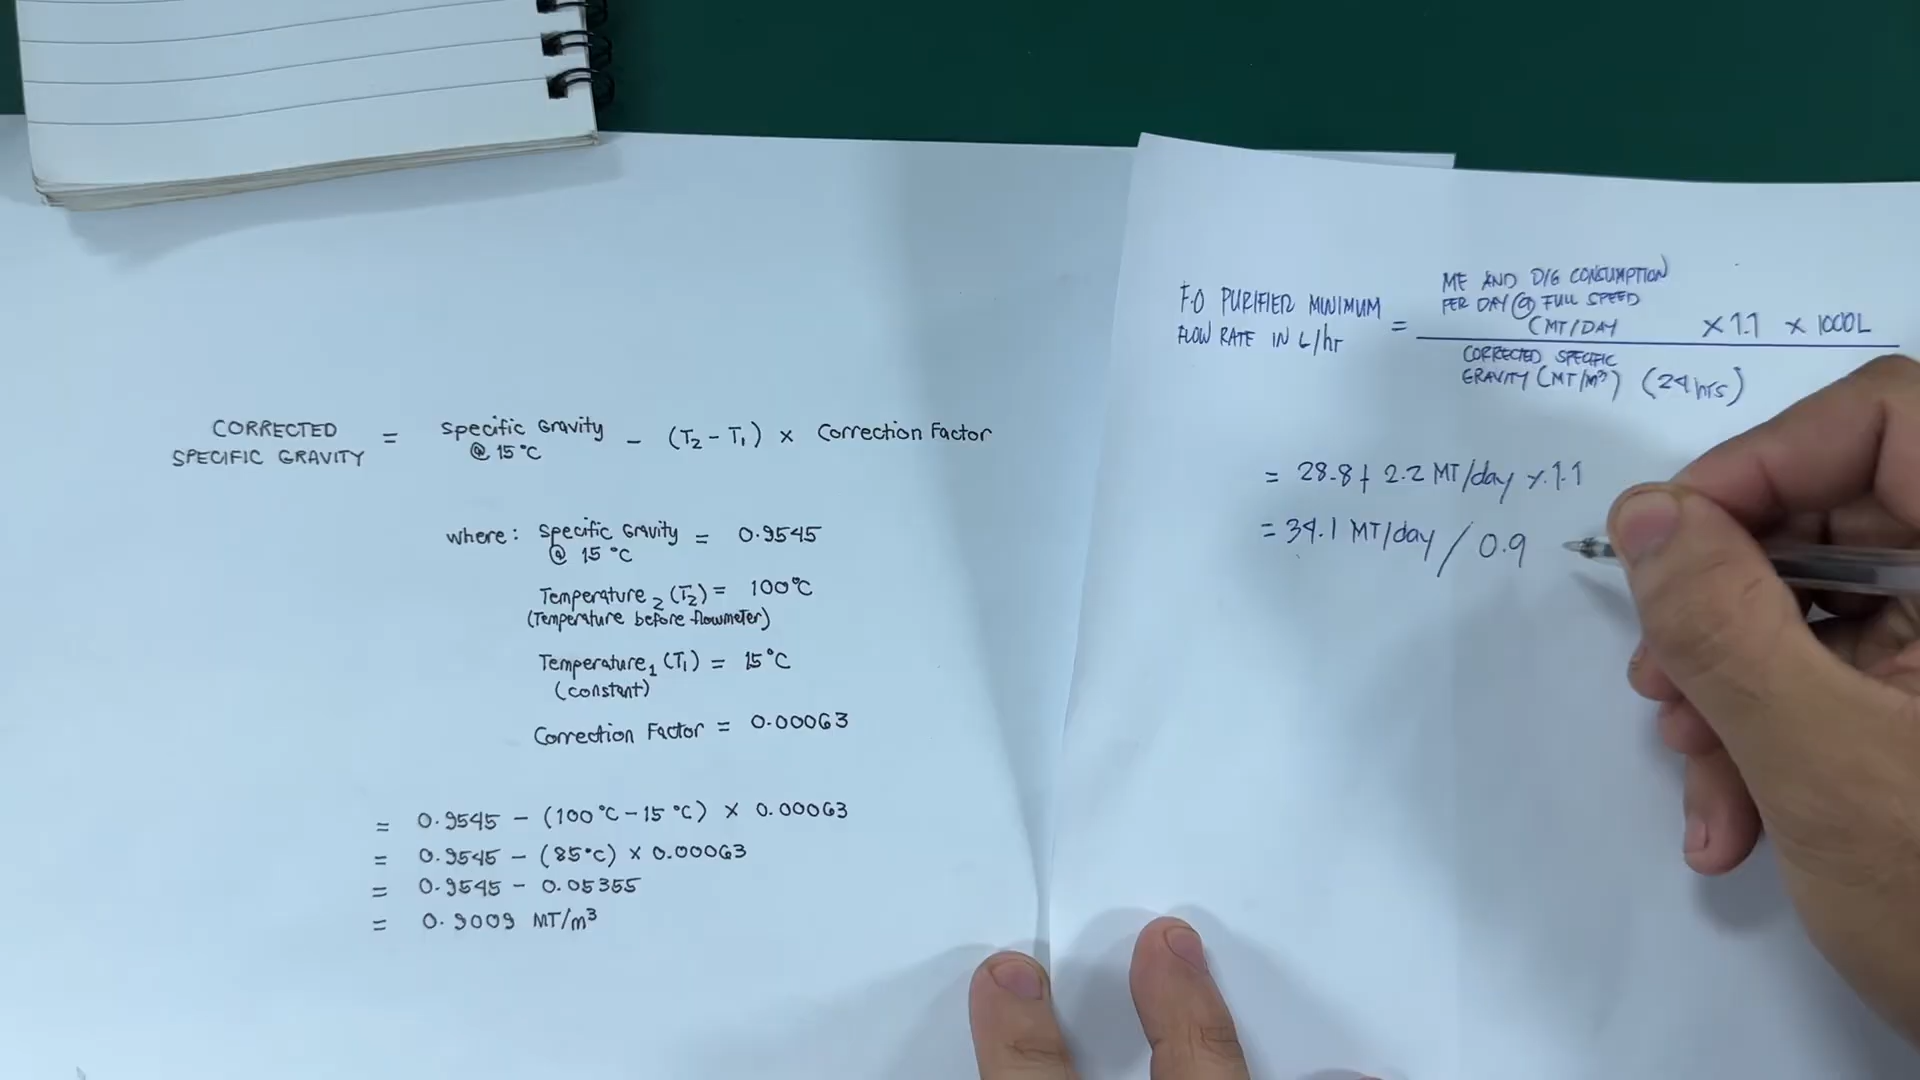 CORRECTED
SPECIFIC GRAVITY = Specific Gravity @ 15°C - (T₂ - T₁) × Correction Factor
where: Specific Gravity @ 15°C = 0.9545
Temperature₂ (T₂) = 100°C
(Temperature before flowmeter)
Temperature₁ (T₁) = 15°C
(constant)
Correction Factor = 0.00063
= 0.9545 - (100°C - 15°C) × 0.00063
= 0.9545 - (85°C) × 0.00063
= 0.9545 - 0.05355
= 0.9009 MT/m³
F.O PURIFIER MINIMUM
FLOW RATE IN L/hr =
ME AND D/G CONSUMPTION
PER DAY @ FULL SPEED
(MT/DAY × 1.1 × 1000L
CORRECTED SPECIFIC
GRAVITY (MT/m³) (24hrs)
= 28.8 + 2.2 MT/day × 1.1
= 34.1 MT/day / 0.9